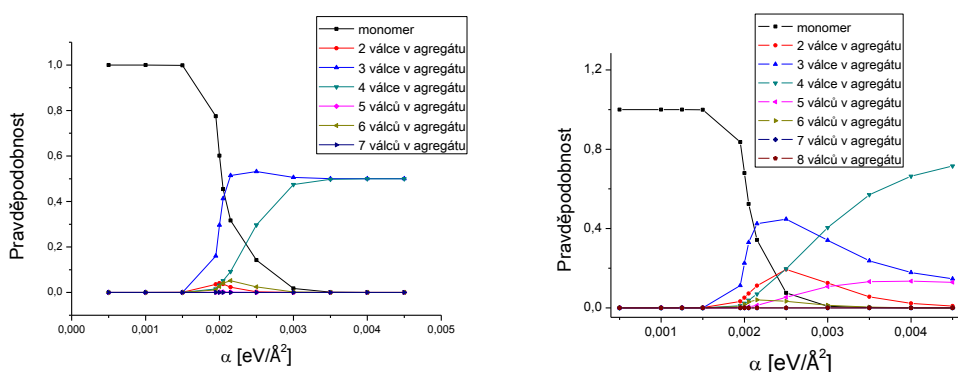 monomer
2 válce v agregátu
3 válce v agregátu
4 válce v agregátu
5 válců v agregátu
6 válců v agregátu
7 válců v agregátu
Pravděpodobnost
1,0
0,8
0,6
0,4
0,2
0,0
0,000 0,001 0,002 0,003 0,004 0,005
α [eV/Å²]
monomer
2 válce v agregátu
3 válce v agregátu
4 válce v agregátu
5 válců v agregátu
6 válců v agregátu
7 válců v agregátu
8 válců v agregátu
Pravděpodobnost
1,2
0,6
0,0
0,001 0,002 0,003 0,004
α [eV/Å²]